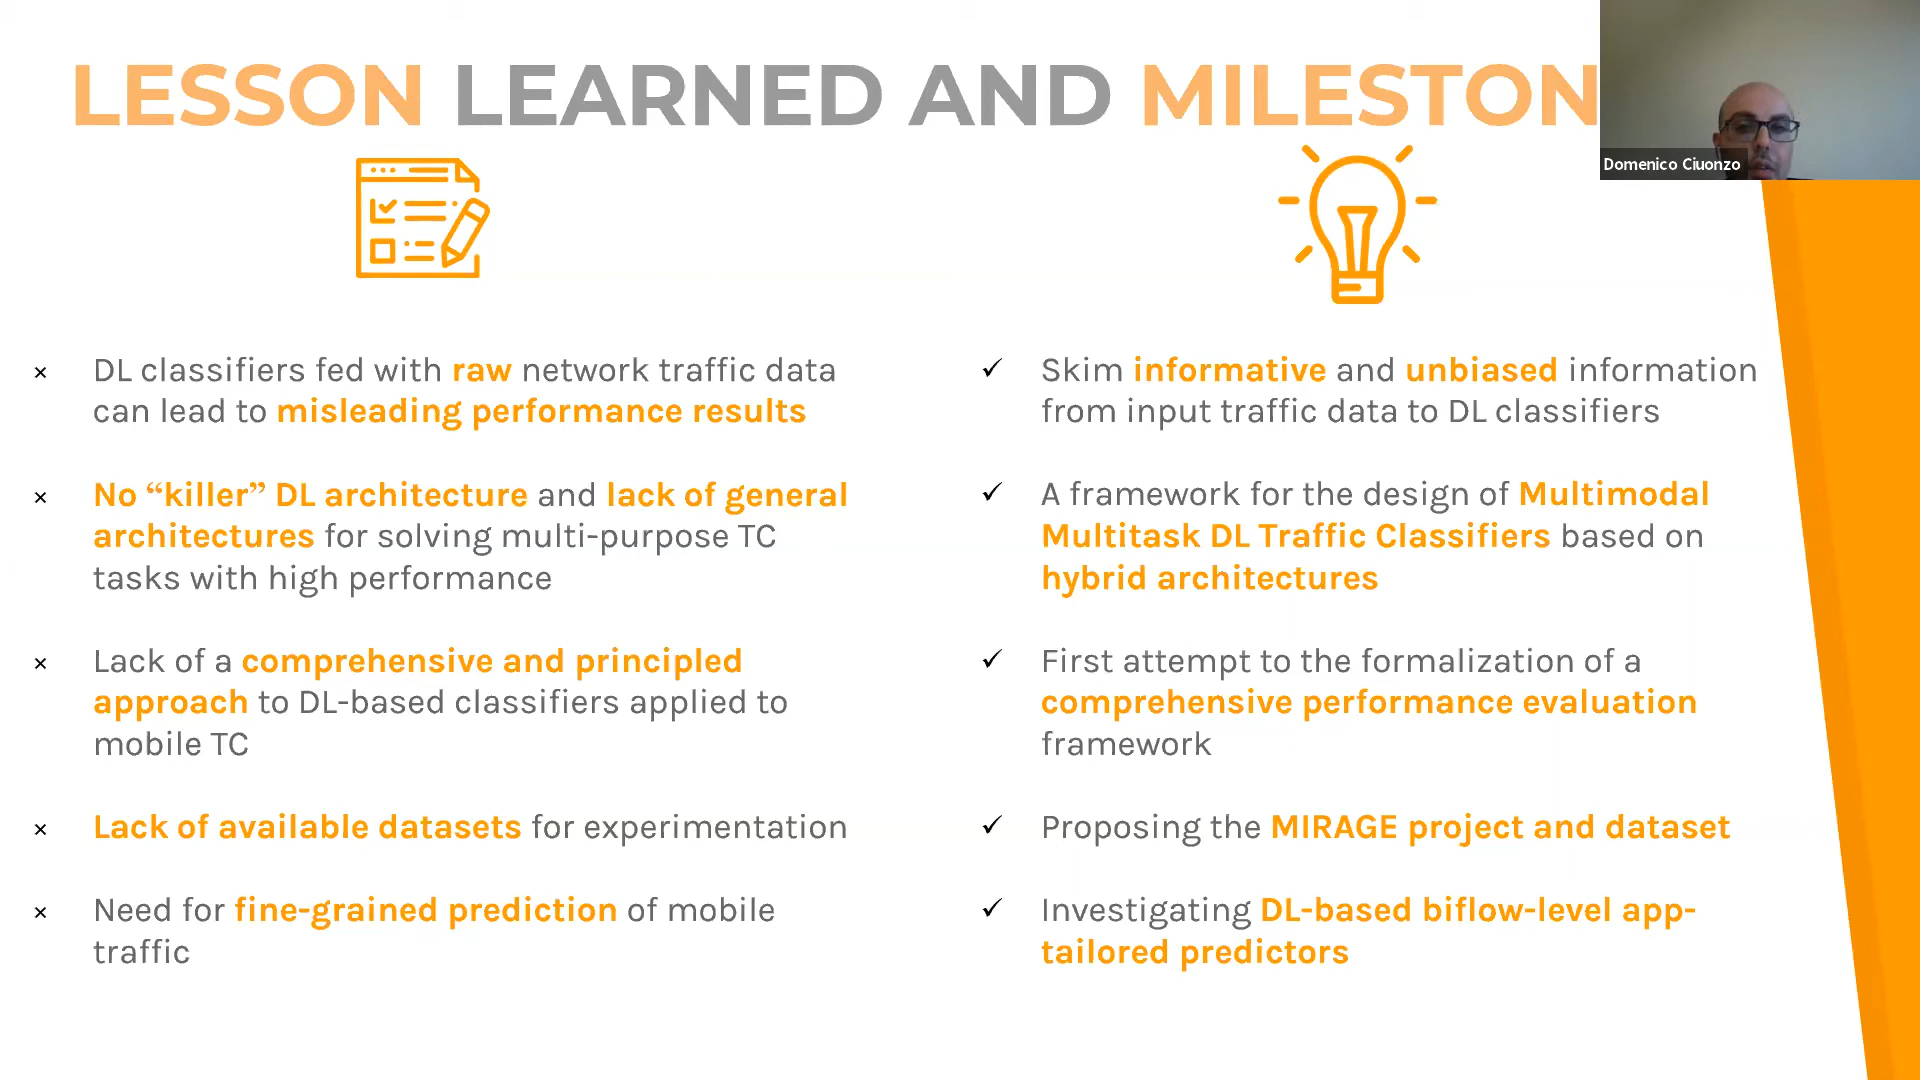 LESSON LEARNED AND MILESTON
Domenico Ciuonzo
× DL classifiers fed with raw network traffic data
can lead to misleading performance results
× No “killer” DL architecture and lack of general
architectures for solving multi-purpose TC
tasks with high performance
× Lack of a comprehensive and principled
approach to DL-based classifiers applied to
mobile TC
× Lack of available datasets for experimentation
× Need for fine-grained prediction of mobile
traffic
✓ Skim informative and unbiased information
from input traffic data to DL classifiers
✓ A framework for the design of Multimodal
Multitask DL Traffic Classifiers based on
hybrid architectures
✓ First attempt to the formalization of a
comprehensive performance evaluation
framework
✓ Proposing the MIRAGE project and dataset
✓ Investigating DL-based biflow-level app-
tailored predictors